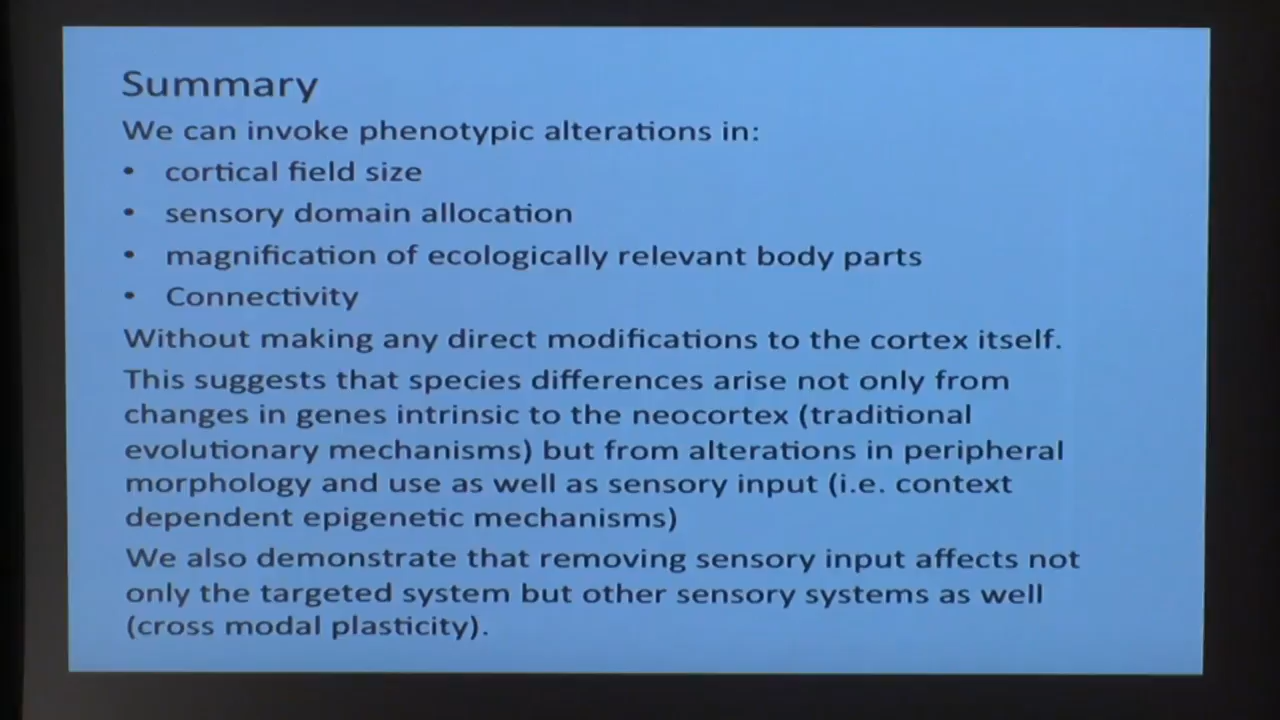 Summary
We can invoke phenotypic alterations in:
• cortical field size
• sensory domain allocation
• magnification of ecologically relevant body parts
• Connectivity
Without making any direct modifications to the cortex itself.
This suggests that species differences arise not only from
changes in genes intrinsic to the neocortex (traditional
evolutionary mechanisms) but from alterations in peripheral
morphology and use as well as sensory input (i.e. context
dependent epigenetic mechanisms)
We also demonstrate that removing sensory input affects not
only the targeted system but other sensory systems as well
(cross modal plasticity).